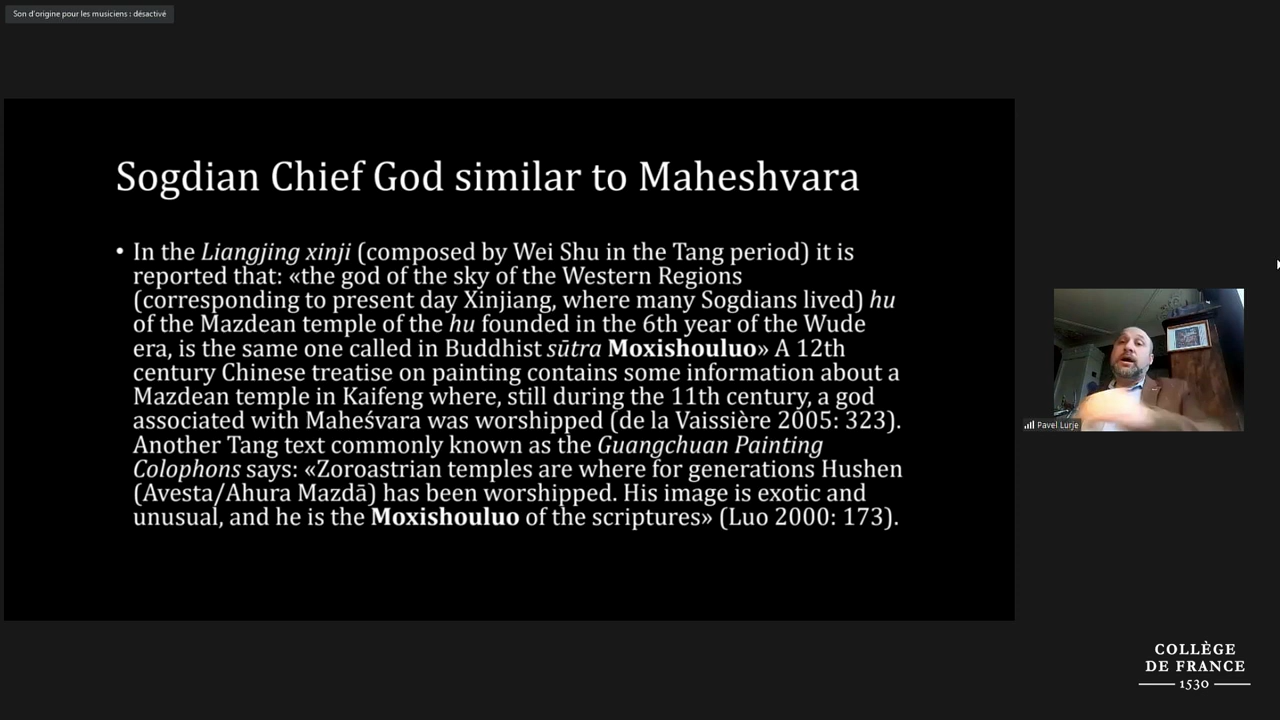 Son d'origine pour les musiciens : désactivé
Sogdian Chief God similar to Maheshvara
• In the Liangjing xinji (composed by Wei Shu in the Tang period) it is
reported that: «the god of the sky of the Western Regions
(corresponding to present day Xinjiang, where many Sogdians lived) hu
of the Mazdean temple of the hu founded in the 6th year of the Wude
era, is the same one called in Buddhist sūtra Moxishouluo» A 12th
century Chinese treatise on painting contains some information about a
Mazdean temple in Kaifeng where, still during the 11th century, a god
associated with Maheśvara was worshipped (de la Vaissière 2005: 323).
Another Tang text commonly known as the Guangchuan Painting
Colophons says: «Zoroastrian temples are where for generations Hushen
(Avesta/Ahura Mazdā) has been worshipped. His image is exotic and
unusual, and he is the Moxishouluo of the scriptures» (Luo 2000: 173).
Pavel Lurje
COLLÈGE
DE FRANCE
1530